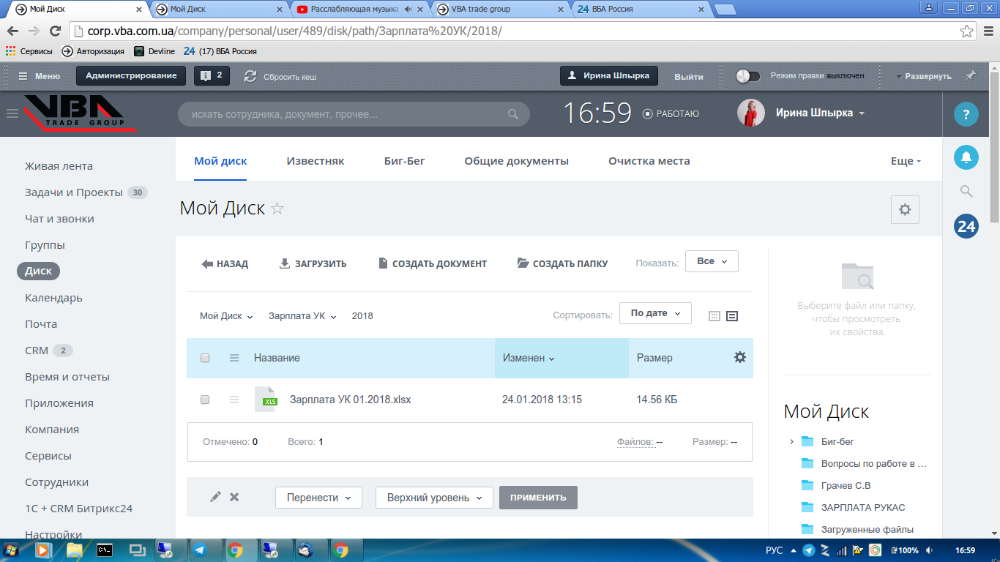 Мой Диск
Мой Диск
Расслабляющая музыка
VBA trade group
24 ВБА Россия
corp.vba.com.ua/company/personal/user/489/disk/path/Зарплата%20УК/2018/
Сервисы
Авторизация
Devline
24 (17) ВБА Россия
Меню
Администрирование
2
Сбросить кеш
Ирина Шпырка
Выйти
Режим правки выключен
Развернуть
VBA
TRADE GROUP
искать сотрудника, документ, прочее...
16:59
РАБОТАЮ
Ирина Шпырка
?
Живая лента
Задачи и Проекты 30
Чат и звонки
Группы
Диск
Календарь
Почта
CRM 2
Время и отчеты
Приложения
Компания
Сервисы
Сотрудники
1С + CRM Битрикс24
Настройки
Мой диск
Известняк
Биг-Бег
Общие документы
Очистка места
Еще
24
Мой Диск
НАЗАД
ЗАГРУЗИТЬ
СОЗДАТЬ ДОКУМЕНТ
СОЗДАТЬ ПАПКУ
Показать:
Все
Мой Диск
Зарплата УК
2018
Сортировать:
По дате
Название
Изменен
Размер
XLS
Зарплата УК 01.2018.xlsx
24.01.2018 13:15
14.56 КБ
Отмечено: 0
Всего: 1
Файлов: --
Размер: --
Перенести
Верхний уровень
ПРИМЕНИТЬ
Выберите файл или папку,
чтобы просмотреть
их свойства.
Мой Диск
Биг-бег
Вопросы по работе в ...
Грачев С.В
ЗАРПЛАТА РУКАС
Загруженные файлы
РУС
100%
16:59